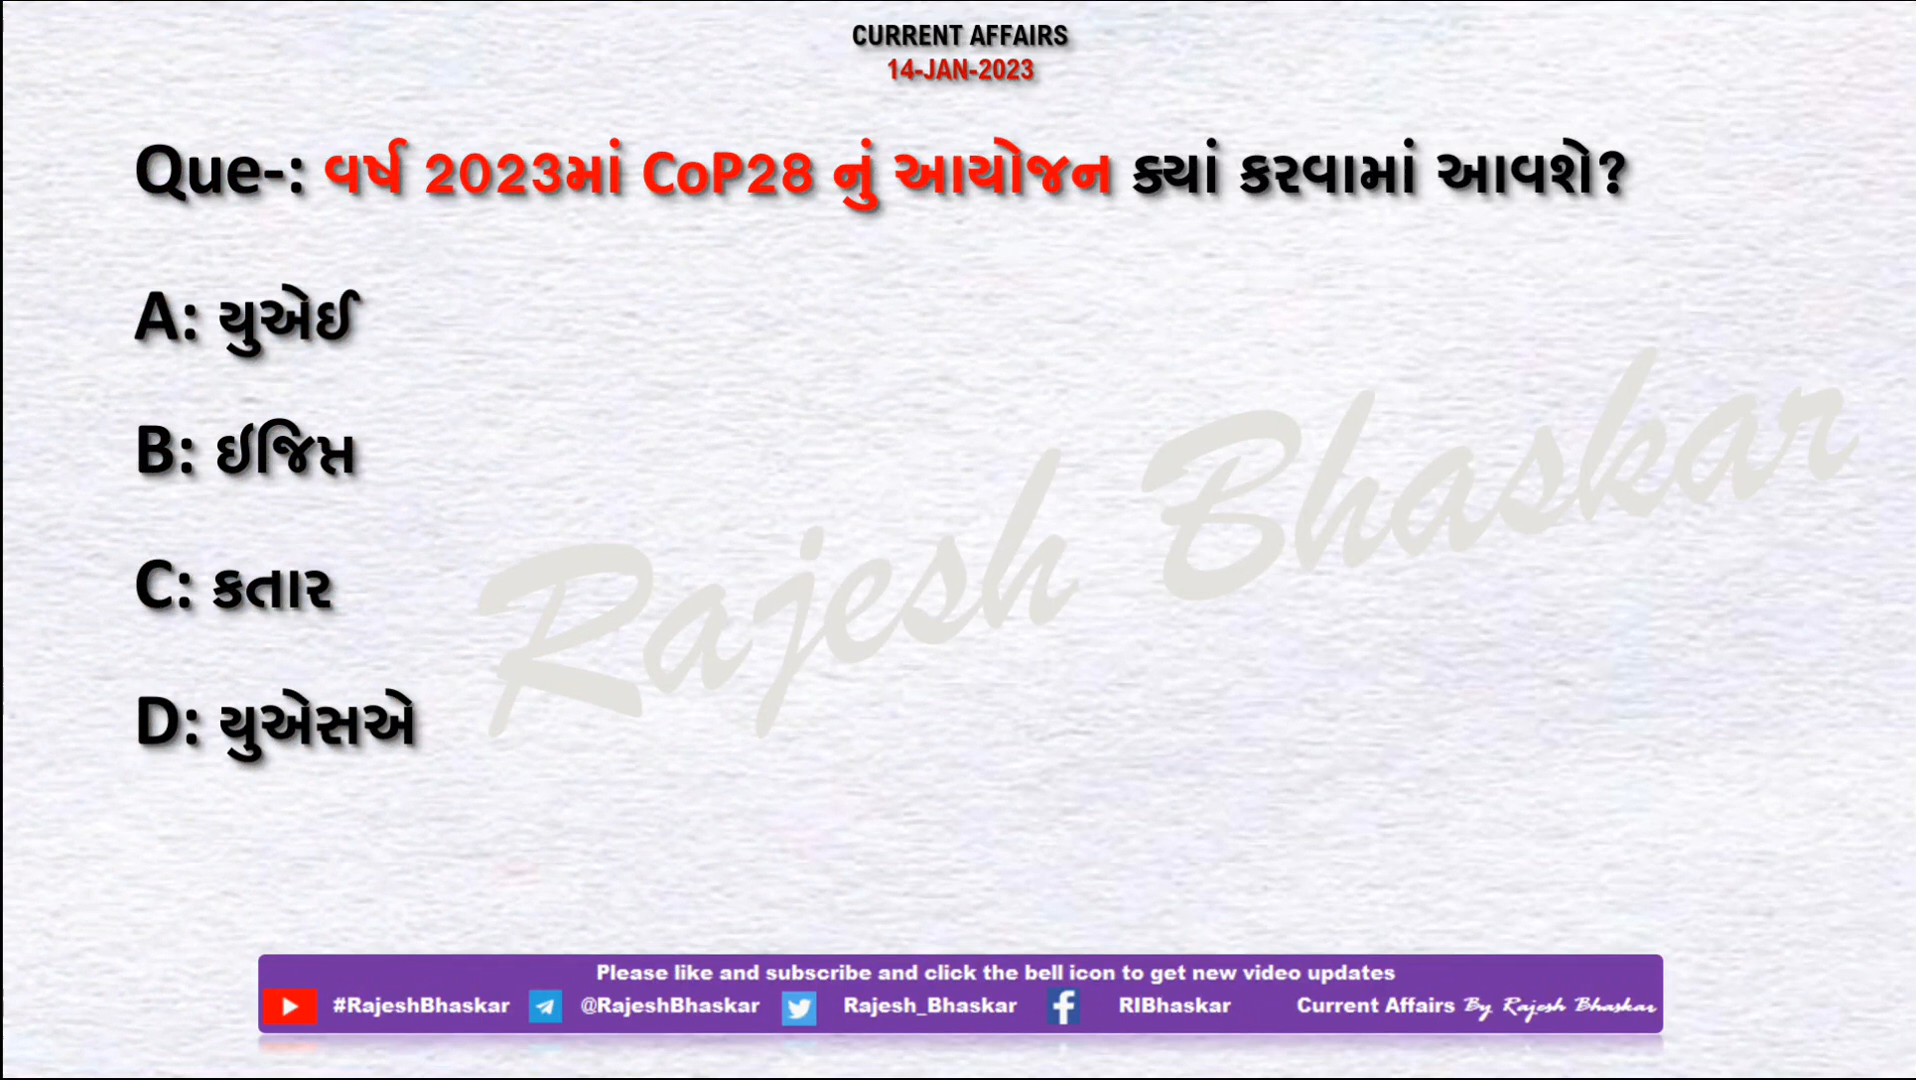 CURRENT AFFAIRS
14-JAN-2023
Que-: વર્ષ 2023માં CoP28 નું આયોજન ક્યાં કરવામાં આવશે?
A: યુએઈ
B: ઈજિપ્ત
C: કતાર
D: યુએસએ
Rajesh Bhaskar
Please like and subscribe and click the bell icon to get new video updates
#RajeshBhaskar @RajeshBhaskar Rajesh_Bhaskar RIBhaskar Current Affairs By Rajesh Bhaskar